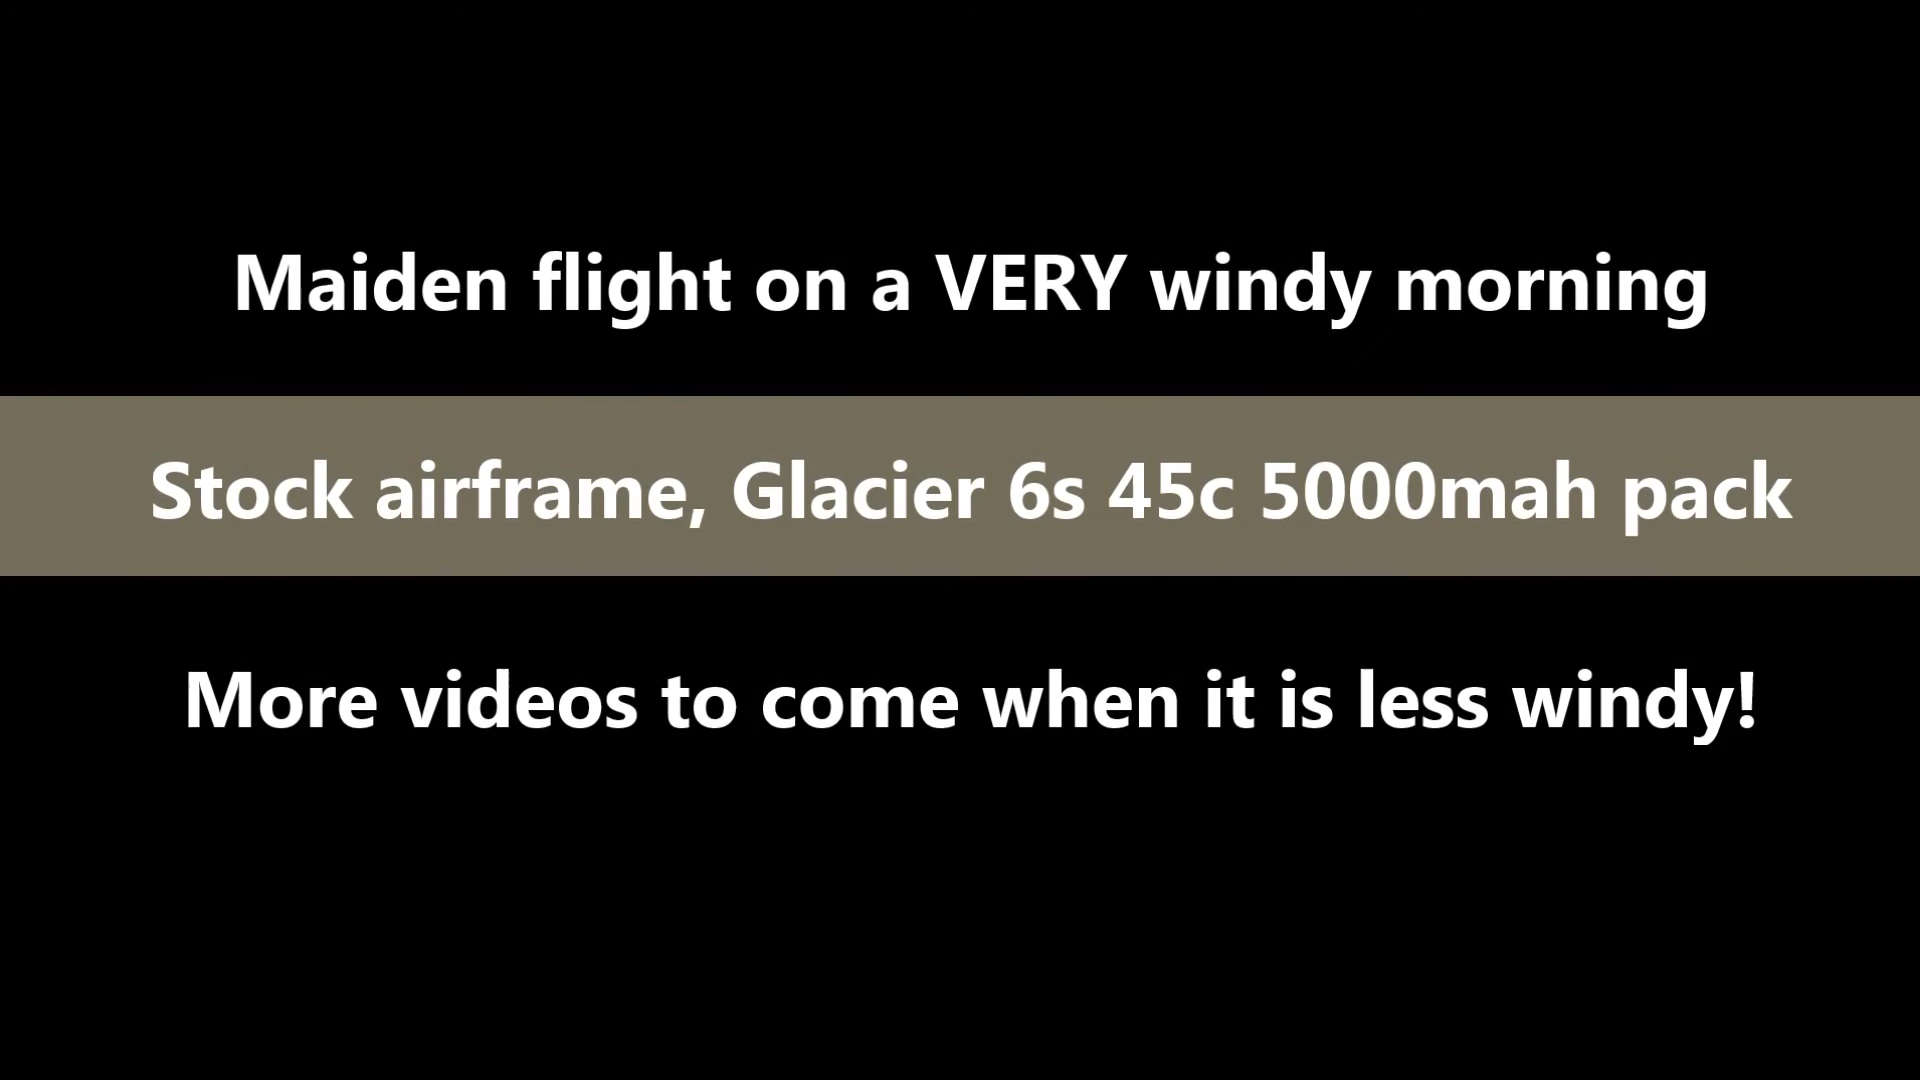 Maiden flight on a VERY windy morning
Stock airframe, Glacier 6s 45c 5000mah pack
More videos to come when it is less windy!